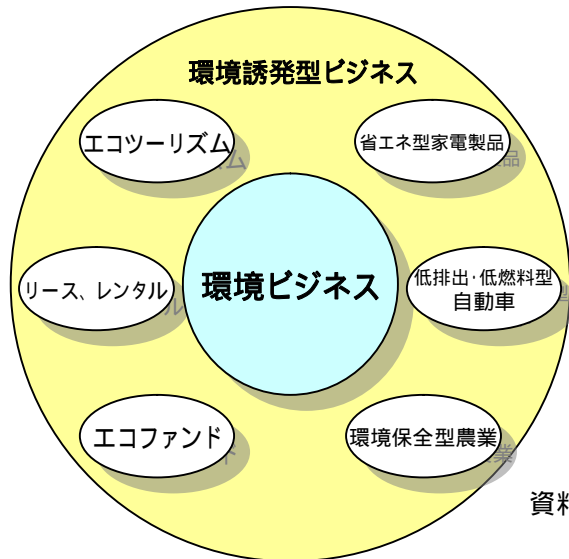 環境誘発型ビジネス
エコツーリズム
省エネ型家電製品
リース、レンタル
環境ビジネス
低排出・低燃料型
自動車
エコファンド
環境保全型農業
資料